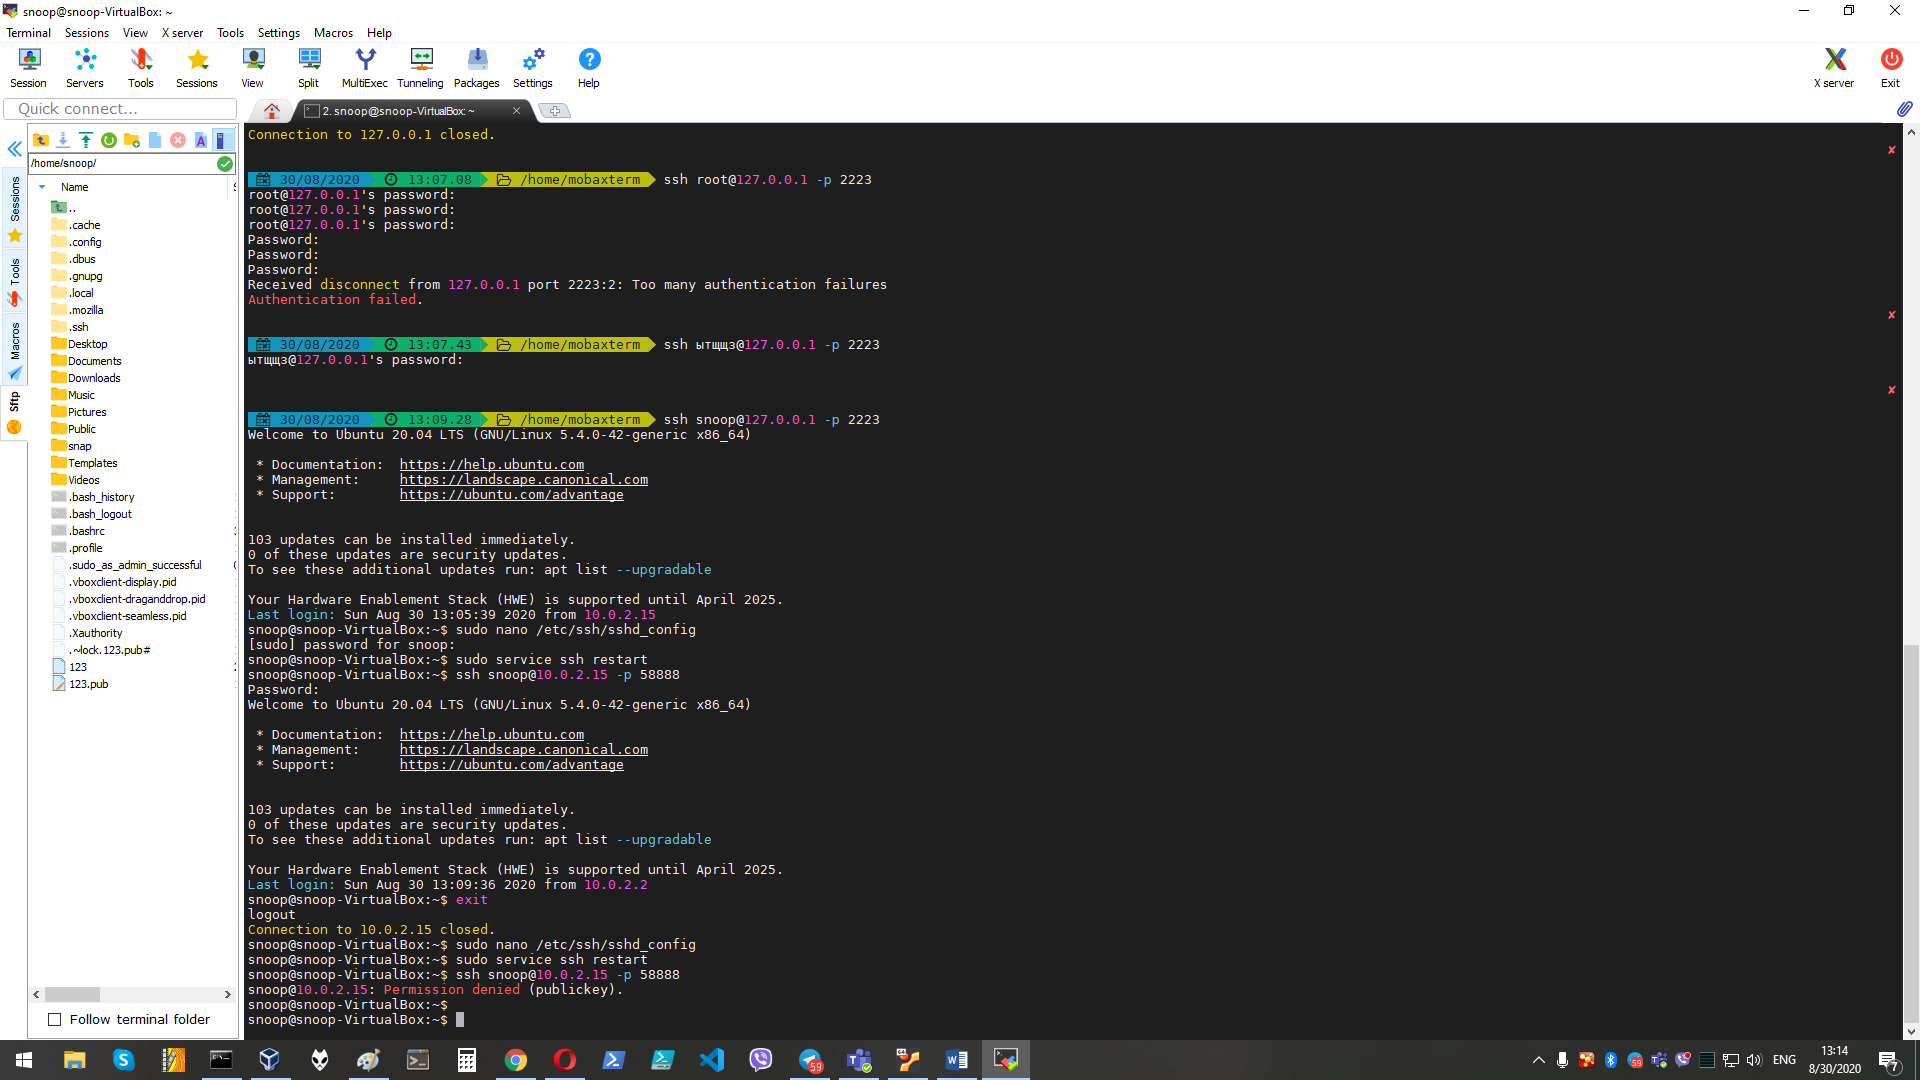 snoop@snoop-VirtualBox: ~
Terminal Sessions View X server Tools Settings Macros Help
Session Servers Tools Sessions View Split MultiExec Tunneling Packages Settings Help X server Exit
Quick connect...
2. snoop@snoop-VirtualBox: ~
/home/snoop/
Name
..
.cache
.config
.dbus
.gnupg
.local
.mozilla
.ssh
Desktop
Documents
Downloads
Music
Pictures
Public
snap
Templates
Videos
.bash_history
.bash_logout
.bashrc
.profile
.sudo_as_admin_successful
.vboxclient-display.pid
.vboxclient-draganddrop.pid
.vboxclient-seamless.pid
.Xauthority
.~lock.123.pub#
123
123.pub
Follow terminal folder
Sessions
Tools
Macros
Sftp
Connection to 127.0.0.1 closed.
30/08/2020 13:07.08 /home/mobaxterm ssh root@127.0.0.1 -p 2223
root@127.0.0.1's password:
root@127.0.0.1's password:
root@127.0.0.1's password:
Password:
Password:
Password:
Received disconnect from 127.0.0.1 port 2223:2: Too many authentication failures
Authentication failed.
30/08/2020 13:07.43 /home/mobaxterm ssh ытщщз@127.0.0.1 -p 2223
ытщщз@127.0.0.1's password:
30/08/2020 13:09.28 /home/mobaxterm ssh snoop@127.0.0.1 -p 2223
Welcome to Ubuntu 20.04 LTS (GNU/Linux 5.4.0-42-generic x86_64)
* Documentation: https://help.ubuntu.com
* Management: https://landscape.canonical.com
* Support: https://ubuntu.com/advantage
103 updates can be installed immediately.
0 of these updates are security updates.
To see these additional updates run: apt list --upgradable
Your Hardware Enablement Stack (HWE) is supported until April 2025.
Last login: Sun Aug 30 13:05:39 2020 from 10.0.2.15
snoop@snoop-VirtualBox:~$ sudo nano /etc/ssh/sshd_config
[sudo] password for snoop:
snoop@snoop-VirtualBox:~$ sudo service ssh restart
snoop@snoop-VirtualBox:~$ ssh snoop@10.0.2.15 -p 58888
Password:
Welcome to Ubuntu 20.04 LTS (GNU/Linux 5.4.0-42-generic x86_64)
* Documentation: https://help.ubuntu.com
* Management: https://landscape.canonical.com
* Support: https://ubuntu.com/advantage
103 updates can be installed immediately.
0 of these updates are security updates.
To see these additional updates run: apt list --upgradable
Your Hardware Enablement Stack (HWE) is supported until April 2025.
Last login: Sun Aug 30 13:09:36 2020 from 10.0.2.2
snoop@snoop-VirtualBox:~$ exit
logout
Connection to 10.0.2.15 closed.
snoop@snoop-VirtualBox:~$ sudo nano /etc/ssh/sshd_config
snoop@snoop-VirtualBox:~$ sudo service ssh restart
snoop@snoop-VirtualBox:~$ ssh snoop@10.0.2.15 -p 58888
snoop@10.0.2.15: Permission denied (publickey).
snoop@snoop-VirtualBox:~$
snoop@snoop-VirtualBox:~$
59
59
ENG
13:14
8/30/2020
7